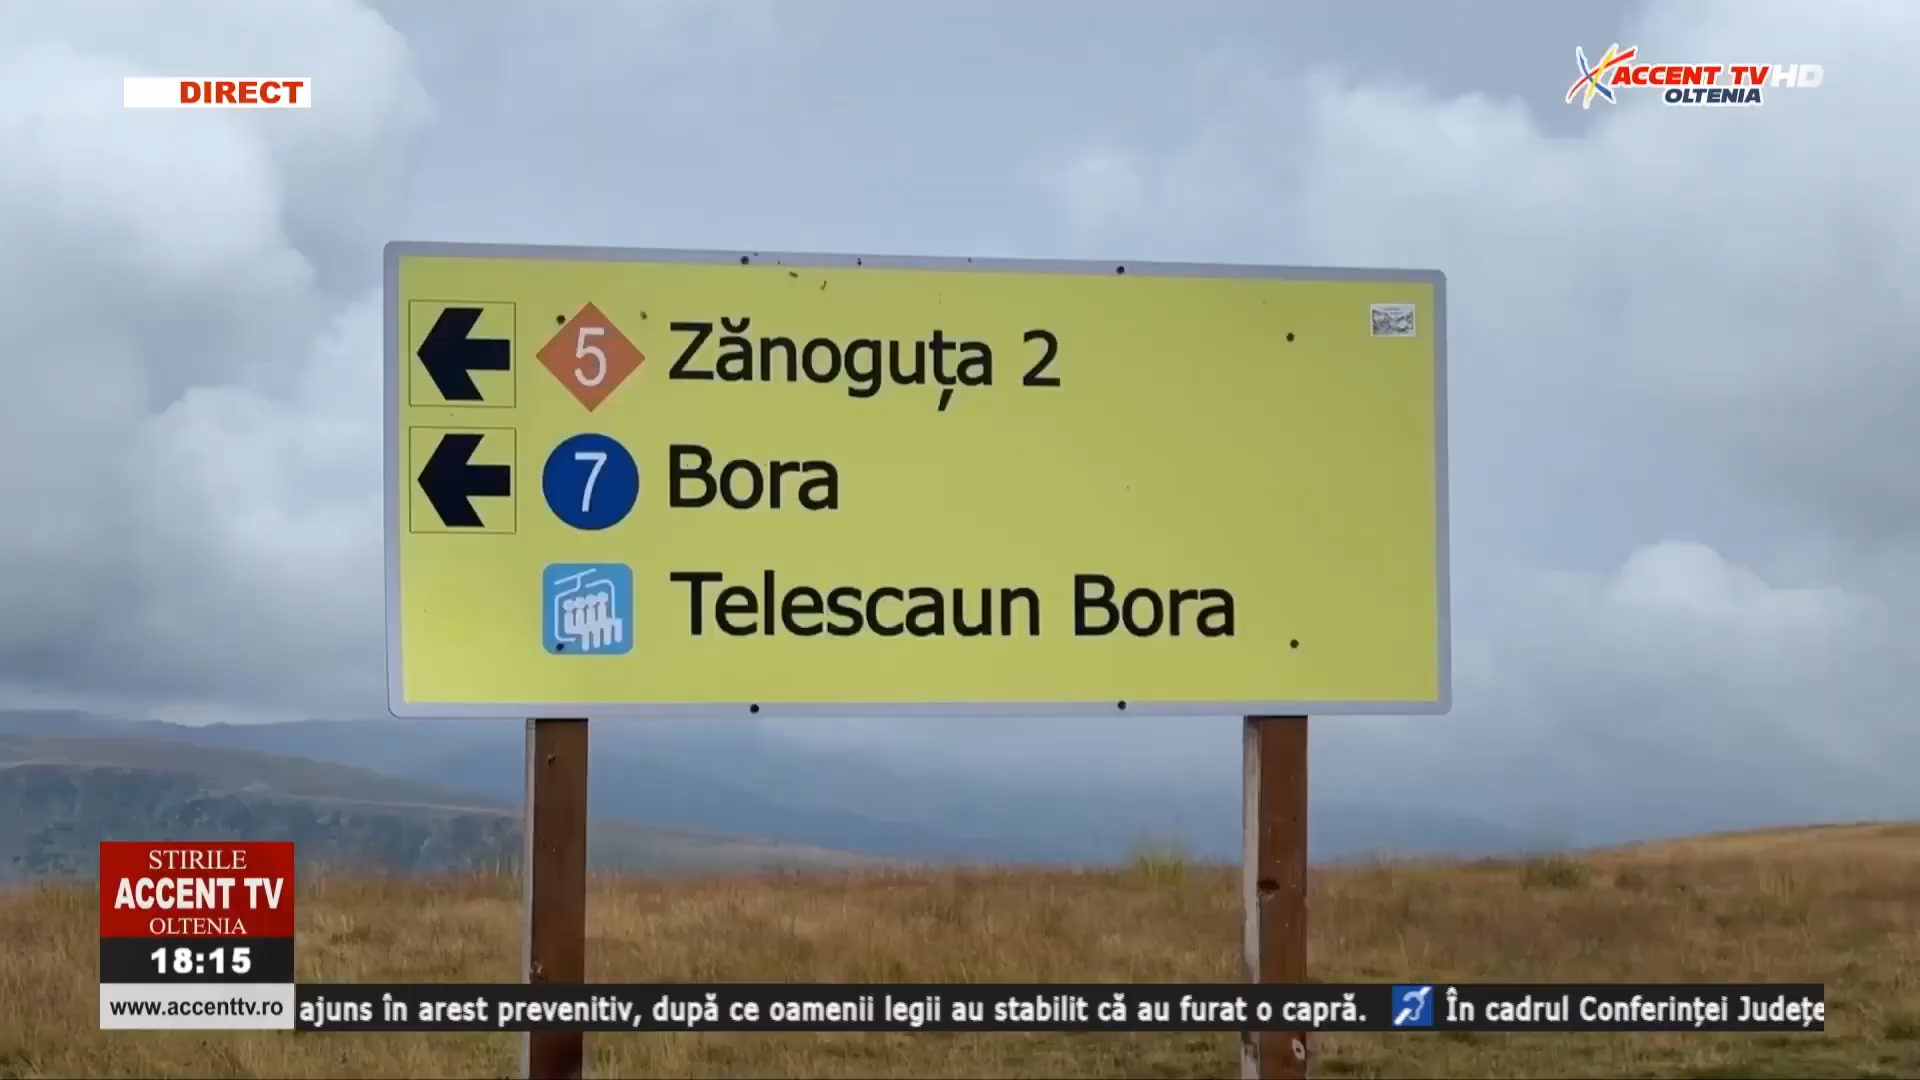 DIRECT
ACCENT TV HD
OLTENIA
5 Zănoguța 2
7 Bora
Telescaun Bora
STIRILE
ACCENT TV
OLTENIA
18:15
www.accenttv.ro
ajuns în arest prevenitiv, după ce oamenii legii au stabilit că au furat o capră. În cadrul Conferinței Județe